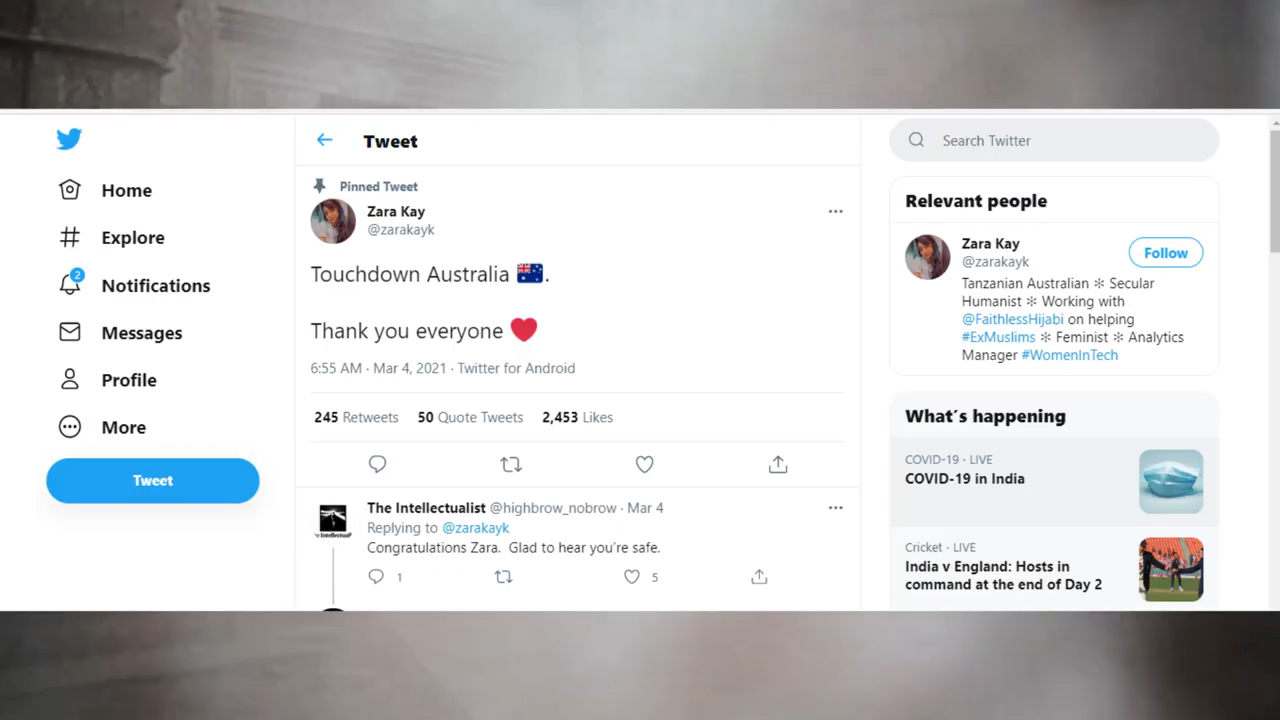 Tweet
Search Twitter
Home
Explore
2
Notifications
Messages
Profile
More
Tweet
Pinned Tweet
Zara Kay
@zarakayk
Touchdown Australia 🇦🇺.
Thank you everyone ❤️
6:55 AM · Mar 4, 2021 · Twitter for Android
245 Retweets 50 Quote Tweets 2,453 Likes
The Intellectualist @highbrow_nobrow · Mar 4
Replying to @zarakayk
Congratulations Zara. Glad to hear you're safe.
1 5
Relevant people
Zara Kay
@zarakayk
Follow
Tanzanian Australian ✻ Secular
Humanist ✻ Working with
@FaithlessHijabi on helping
#ExMuslims ✻ Feminist ✻ Analytics
Manager #WomenInTech
What's happening
COVID-19 · LIVE
COVID-19 in India
Cricket · LIVE
India v England: Hosts in
command at the end of Day 2